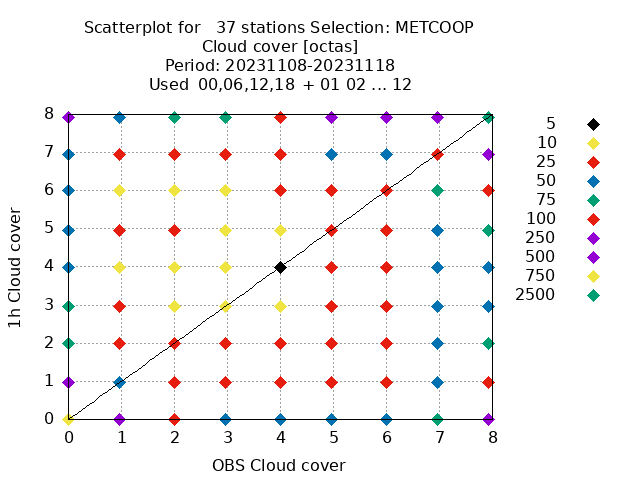 Scatterplot for   37 stations Selection: METCOOP
Cloud cover [octas]
Period: 20231108-20231118
Used  00,06,12,18 + 01 02 ... 12
8
7
6
5
4
3
2
1
0
1h Cloud cover
0 1 2 3 4 5 6 7 8
OBS Cloud cover
5
10
25
50
75
100
250
500
750
2500